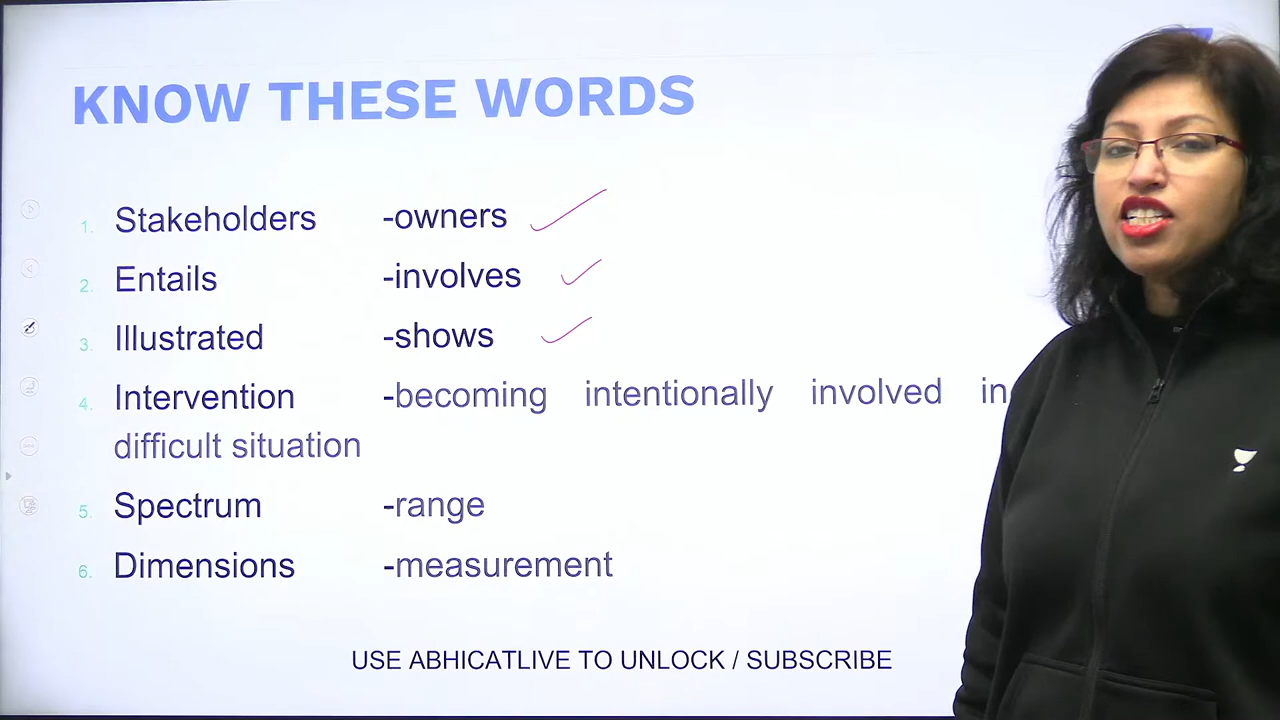 KNOW THESE WORDS
1. Stakeholders -owners
2. Entails -involves
3. Illustrated -shows
4. Intervention -becoming intentionally involved in
difficult situation
5. Spectrum -range
6. Dimensions -measurement
USE ABHICATLIVE TO UNLOCK / SUBSCRIBE